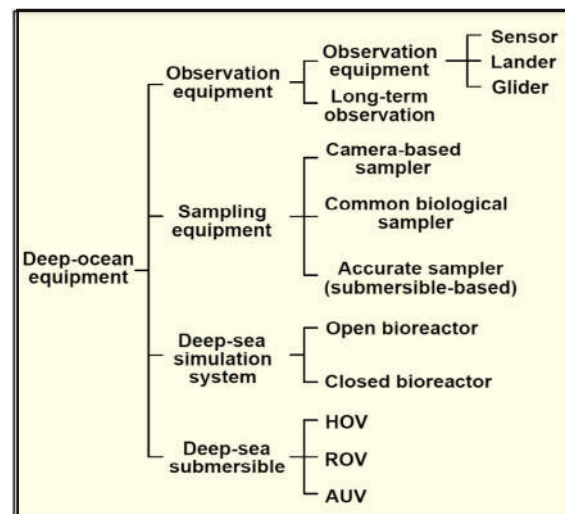 Deep-ocean
equipment
Observation
equipment
Observation
equipment
Sensor
Lander
Glider
Long-term
observation
Sampling
equipment
Camera-based
sampler
Common biological
sampler
Accurate sampler
(submersible-based)
Deep-sea
simulation
system
Open bioreactor
Closed bioreactor
Deep-sea
submersible
HOV
ROV
AUV